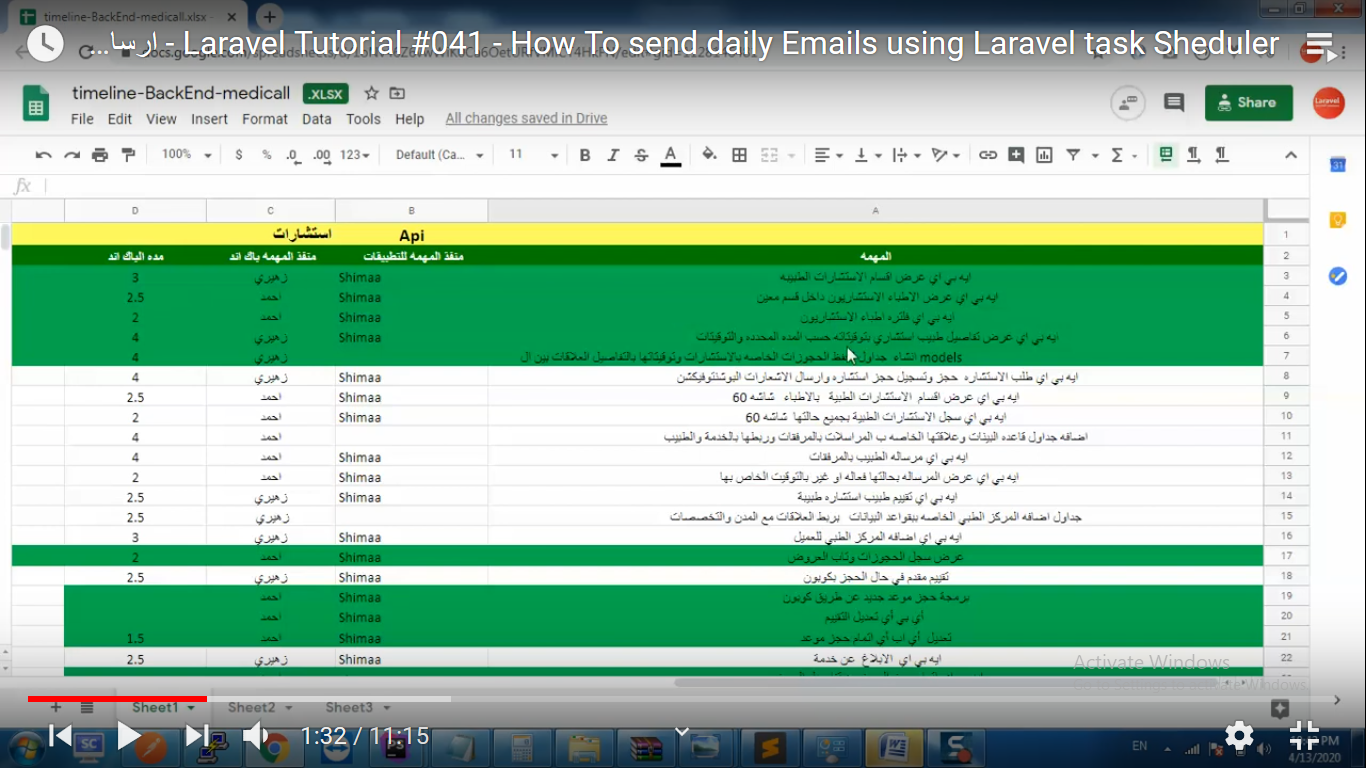 timeline-BackEnd-medicall.xlsx -
Laravel Tutorial #041 - How To send daily Emails using Laravel task Sheduler - ارسا...
timeline-BackEnd-medicall .XLSX
File Edit View Insert Format Data Tools Help All changes saved in Drive
Share
100% $ % .0 .00 123 Default (Ca... 11 B I S A
fx
D C B A
1 Api استشارات
2 المهمه منفذ المهمه للتطبيقات منفذ المهمه باك اند مده الباك اند
3 ايه بي اي عرض اقسام الاستشارات الطبيبه Shimaa زهيري 3
4 ايه بي اي عرض الاطباء الاستشاريون داخل قسم معين Shimaa احمد 2.5
5 ايه بي اي فلتره اطباء الاستشاريون Shimaa احمد 2
6 ايه بي اي عرض تفاصيل طبيب استشاري بتوقيتاته حسب المده المحدده والتوقيتات Shimaa زهيري 4
7 انشاء جداول الحجوزات الخاصه بالاستشارات وتوقيتاتها بالتفاصيل العلاقات بين ال models زهيري 4
8 ايه بي اي طلب الاستشاره حجز وتسجيل حجز استشاره وارسال الاشعارات البوشنتوفيكشن Shimaa زهيري 4
9 ايه بي اي عرض اقسام الاستشارات الطبية بالاطباء شاشه 60 Shimaa احمد 2.5
10 ايه بي اي سجل الاستشارات الطبية بجميع حالتها شاشه 60 Shimaa احمد 2
11 اضافه جداول قاعده البينات وعلاقتها الخاصه ب المراسلات بالمرفقات وربطها بالخدمة والطبيب احمد 4
12 ايه بي اي مرساله الطبيب بالمرفقات Shimaa احمد 4
13 ايه بي اي عرض المرساله بحالتها فعاله او غير بالتوقيت الخاص بها Shimaa احمد 2
14 ايه بي اي تقييم طبيب استشاره طبيبة Shimaa زهيري 2.5
15 جداول اضافه المركز الطبي الخاصه ببقواعد البيانات بربط العلاقات مع المدن والتخصصات زهيري 2.5
16 ايه بي اي اضافه المركز الطبي للعميل Shimaa زهيري 3
17 عرض سجل الحجوزات وتاب العروض Shimaa احمد 2
18 تقييم مقدم في حال الحجز بكوبون Shimaa زهيري 2.5
19 برمجة حجز موعد جديد عن طريق كوبون Shimaa احمد
20 أي بي أي تعديل التقييم Shimaa احمد
21 تعديل أي اب أي اتمام حجز موعد Shimaa احمد 1.5
22 ايه بي اي الابلاغ عن خدمة Shimaa زهيري 2.5
Activate Windows
Go to Settings to activate Windows.
Sheet1 Sheet2 Sheet3
1:32 / 11:15
EN
PM
4/13/2020